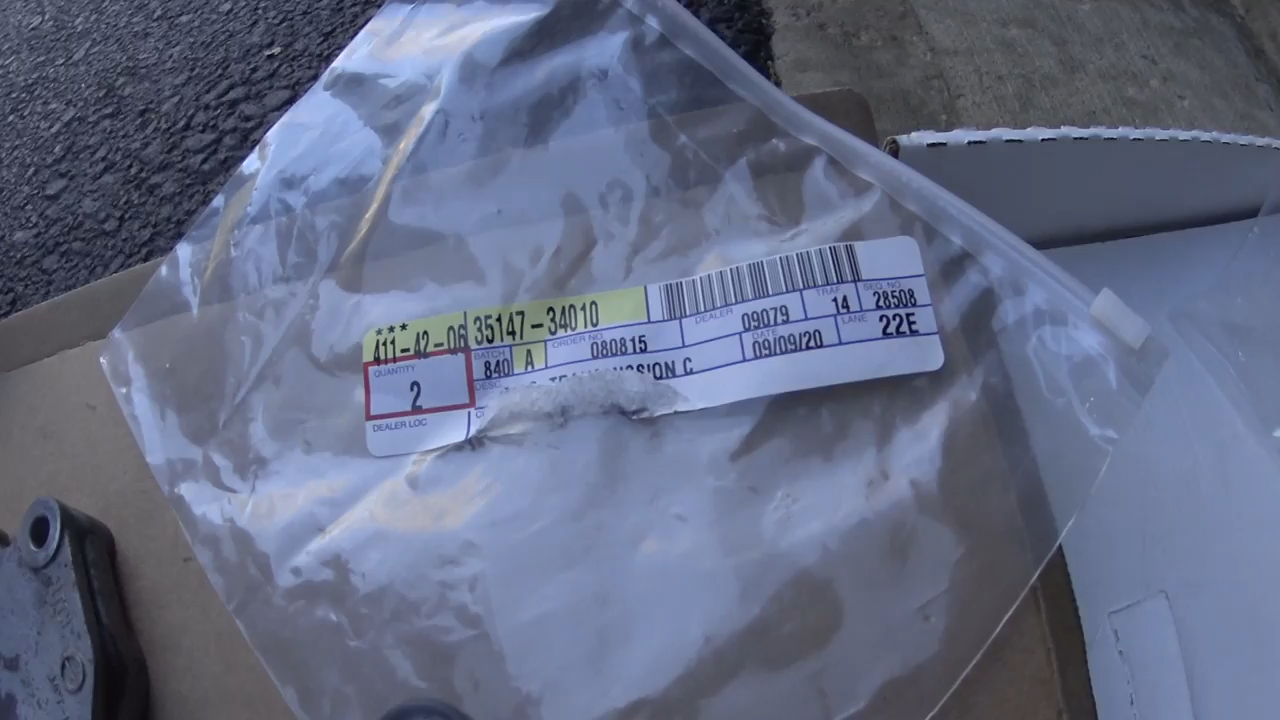 ***
411-42-06 35147-34010
DEALER 09079 TRAF 14 SEQ. NO. 28508
QUANTITY 2
BATCH 840 A ORDER NO. 080815 DATE 09/09/20 LANE 22E
DESC
DEALER LOC